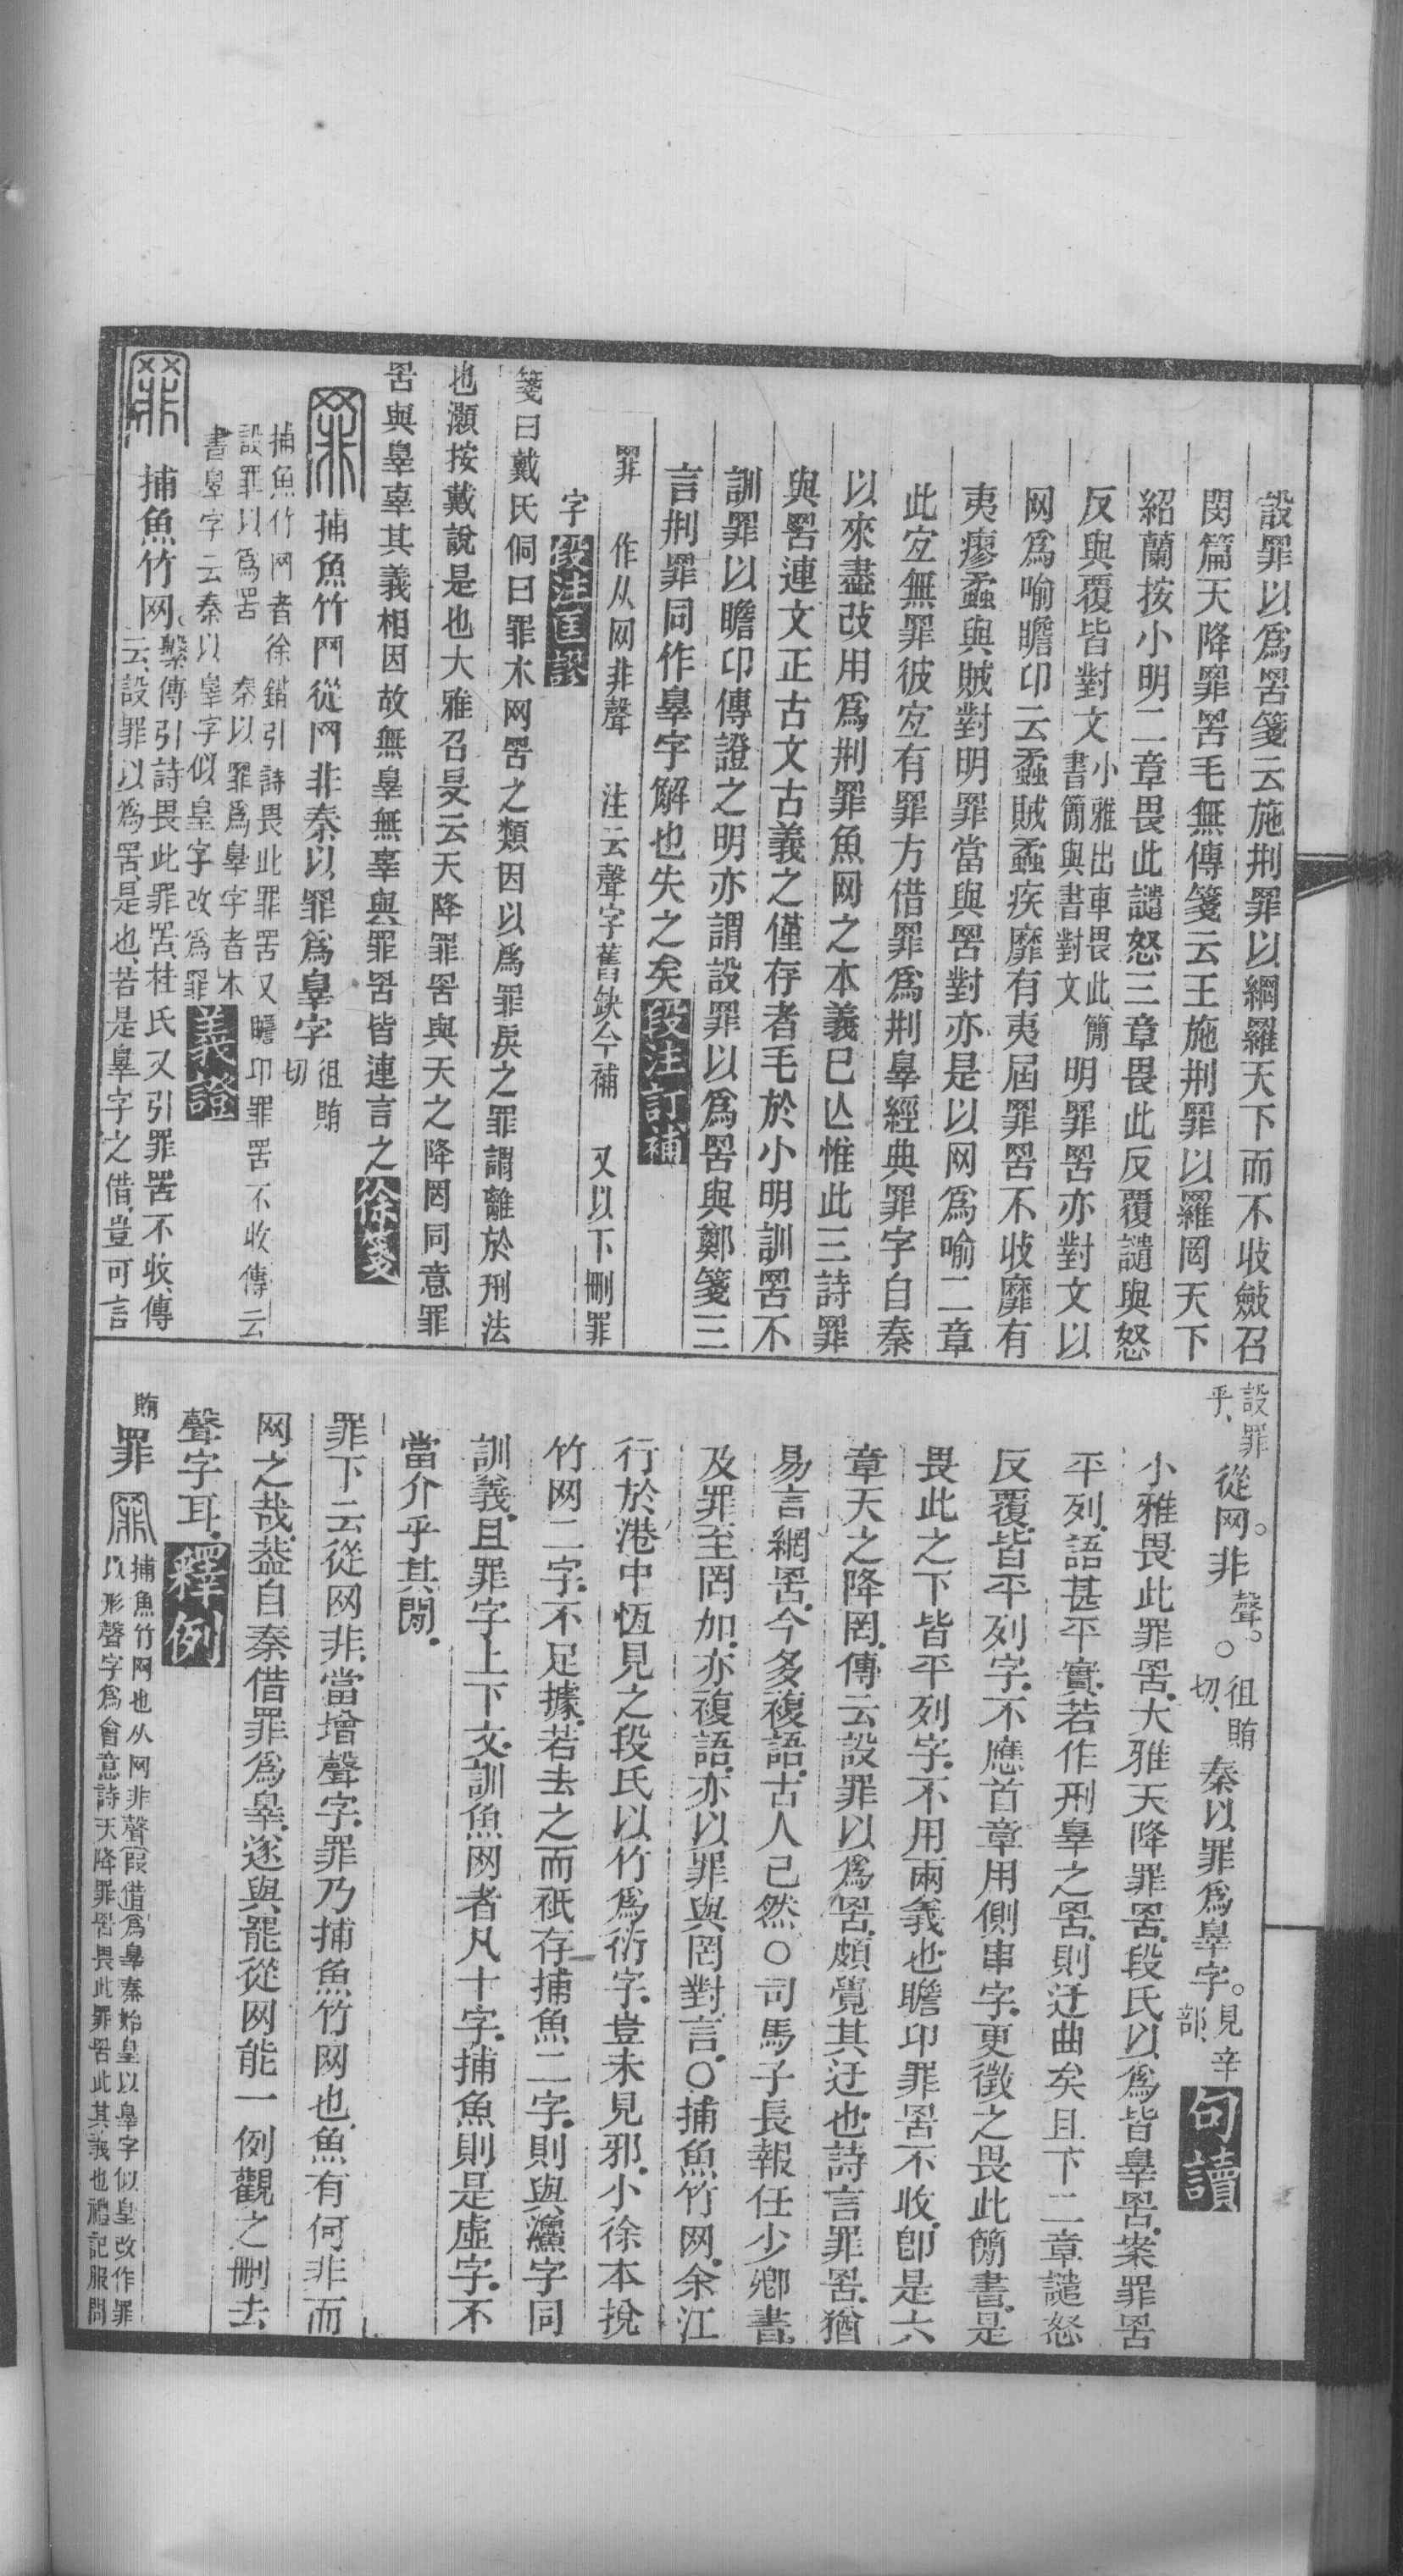 設罪以爲罟箋云施刑罪以網羅天下而不收斂召
閔篇天降罪罟毛無傳箋云王施刑罪以羅罔天下
紹蘭按小明二章畏此譴怒三章畏此反覆譴與怒
反與覆皆對文小雅出車畏此簡書簡與書對文明罪罟亦對文以
网爲喻瞻卬云蟊賊蟊疾靡有夷屆罪罟不收靡有
夷瘳蟊與賊對明罪當與罟對亦是以网爲喻二章
此宐無罪彼宐有罪方借罪爲刑辠經典罪字自秦
以來盡改用爲刑罪魚网之本義已亾惟此三詩罪
與罟連文正古文古義之僅存者毛於小明訓罟不
訓罪以瞻卬傳證之明亦謂設罪以爲罟與鄭箋三
言刑罪同作辠字解也失之矣段注訂補
罪 作从网非聲 注云聲字舊缺今補 又以下刪罪
字段注匡謬
箋曰戴氏侗曰罪木网罟之類因以爲罪戾之罪謂離於刑法
也灝按戴說是也大雅召旻云天降罪罟與天之降罔同意罪
罟與辠辜其義相因故無辠無辜與罪罟皆連言之徐箋
捕魚竹网從网非秦以罪爲辠字徂賄切
捕魚竹网者徐鍇引詩畏此罪罟又瞻卬罪罟不收傳云
設罪以爲罟 秦以罪爲辠字者本
書辠字云秦以辠字似皇字改爲罪義證
捕魚竹网、繫傳引詩畏此罪罟、桂氏又引罪罟不收、傳
云、設罪以爲罟、是也、若是辠字之借、豈可言
設罪乎、從网。非聲。○徂賄切、秦以罪爲辠字。見辛部、句讀
小雅畏此罪罟、大雅天降罪罟、段氏以爲皆辠罟、案罪罟
平列、語甚平實、若作刑辠之罟、則迂曲矣且下二章譴怒
反覆、皆平列字、不應首章用側串字、更徵之畏此簡書、是
畏此之下皆平列字、不用兩義也、瞻卬罪罟不收、卽是六
章天之降罔、傳云設罪以爲罟、頗覺其迂也、詩言罪罟、猶
易言網罟、今多複語、古人已然○司馬子長報任少卿書、
及罪至罔加、亦複語、亦以罪與罔對言、○捕魚竹网、余江
行於港中恆見之段氏以竹爲衍字、豈未見邪、小徐本挩
竹网二字、不足據、若去之而祇存捕魚二字、則與𤅯字同
訓義、且罪字上下文、訓魚网者凡十字、捕魚則是虛字、不
當介乎其閒、
罪下云從网非、當增聲字、罪乃捕魚竹网也、魚有何非而
网之哉、葢自秦借罪爲辠、遂與罷從网能一例觀之、刪去
聲字耳、釋例
賄罪 捕魚竹网也从网非聲叚借爲辠秦始皇以辠字似皇改作罪
以形聲字爲會意詩天降罪罟畏此罪罟此其義也禮記服問